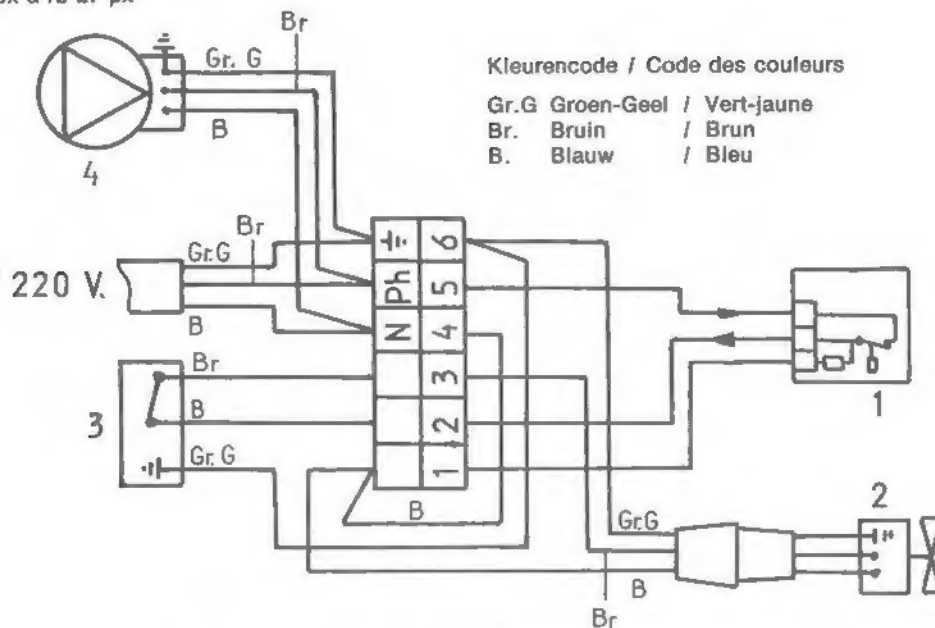 Br
Gr. G
B
4
Kleurencode / Code des couleurs
Gr.G Groen-Geel / Vert-jaune
Br. Bruin / Brun
B. Blauw / Bleu
Br
Gr.G
220 V.
B
⏚ 6
Ph 5
N 4
3
2
1
Br
B
Gr. G
3
B
1
2
Gr.G
B
Br